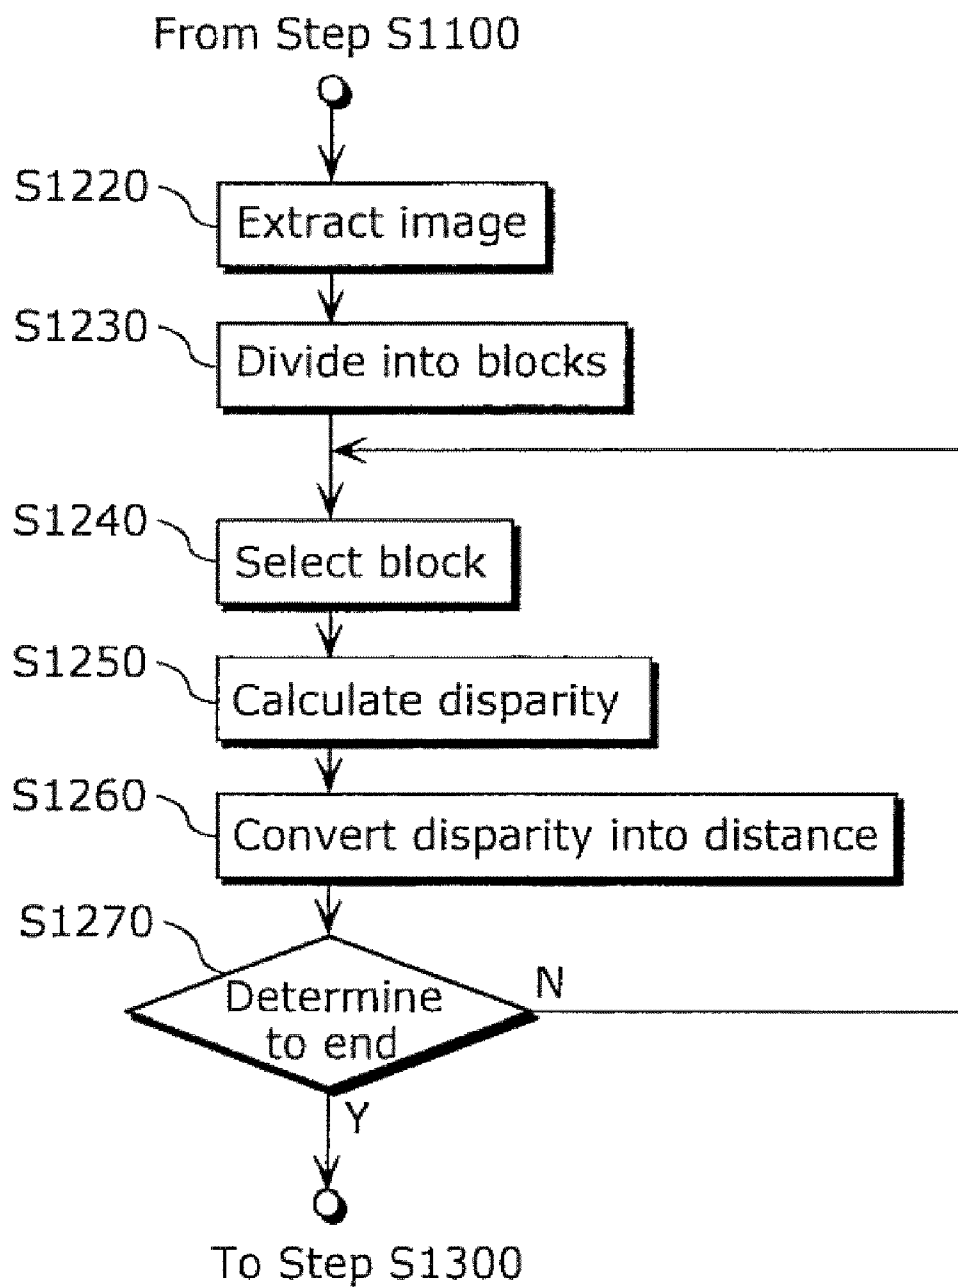 From Step S1100
S1220
Extract image
S1230
Divide into blocks
S1240
Select block
S1250
Calculate disparity
S1260
Convert disparity into distance
S1270
Determine
to end
N
Y
To Step S1300